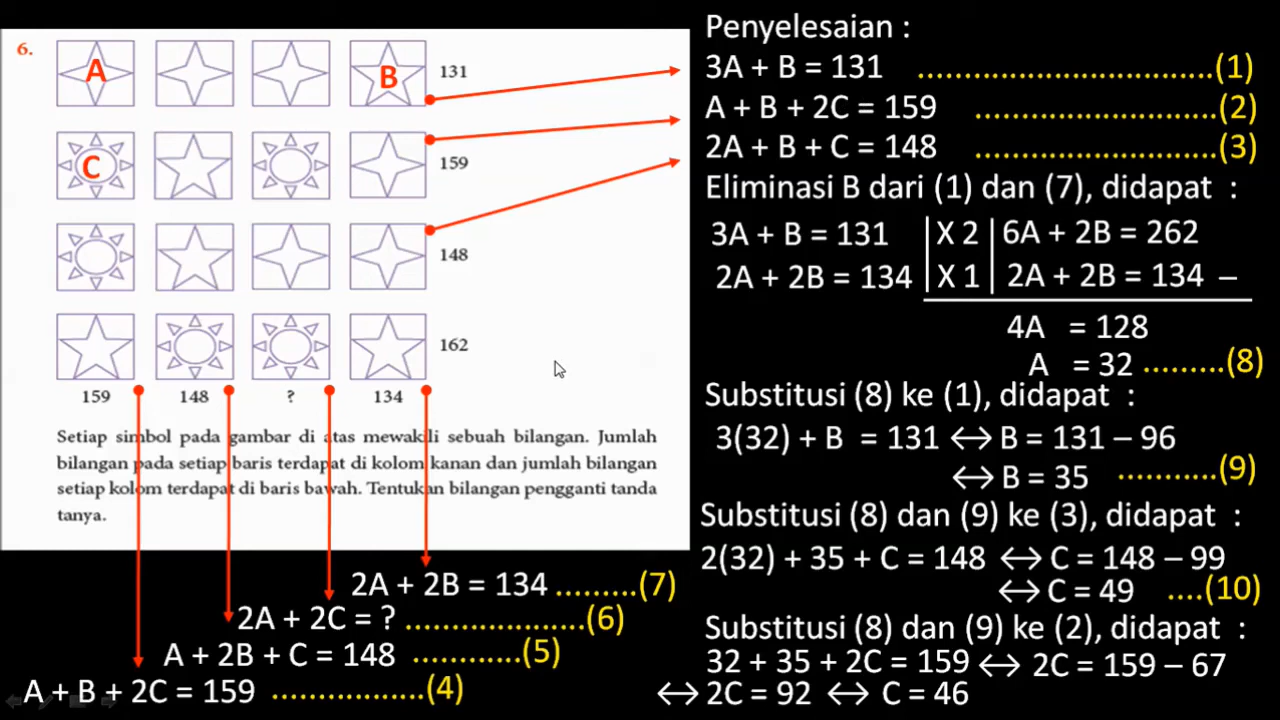 6.
A
B
131
C
159
148
162
159 148 ? 134
Setiap simbol pada gambar di atas mewakili sebuah bilangan. Jumlah
bilangan pada setiap baris terdapat di kolom kanan dan jumlah bilangan
setiap kolom terdapat di baris bawah. Tentukan bilangan pengganti tanda
tanya.
2A + 2B = 134 .........(7)
2A + 2C = ? .....................(6)
A + 2B + C = 148 .............(5)
A + B + 2C = 159 .................(4)
Penyelesaian :
3A + B = 131 ..................................(1)
A + B + 2C = 159 ............................(2)
2A + B + C = 148 ............................(3)
Eliminasi B dari (1) dan (7), didapat :
3A + B = 131 | X 2 | 6A + 2B = 262
2A + 2B = 134 | X 1 | 2A + 2B = 134 –
4A = 128
A = 32 .........(8)
Substitusi (8) ke (1), didapat :
3(32) + B = 131 ↔ B = 131 – 96
↔ B = 35 ............(9)
Substitusi (8) dan (9) ke (3), didapat :
2(32) + 35 + C = 148 ↔ C = 148 – 99
↔ C = 49 ....(10)
Substitusi (8) dan (9) ke (2), didapat :
32 + 35 + 2C = 159 ↔ 2C = 159 – 67
↔ 2C = 92 ↔ C = 46